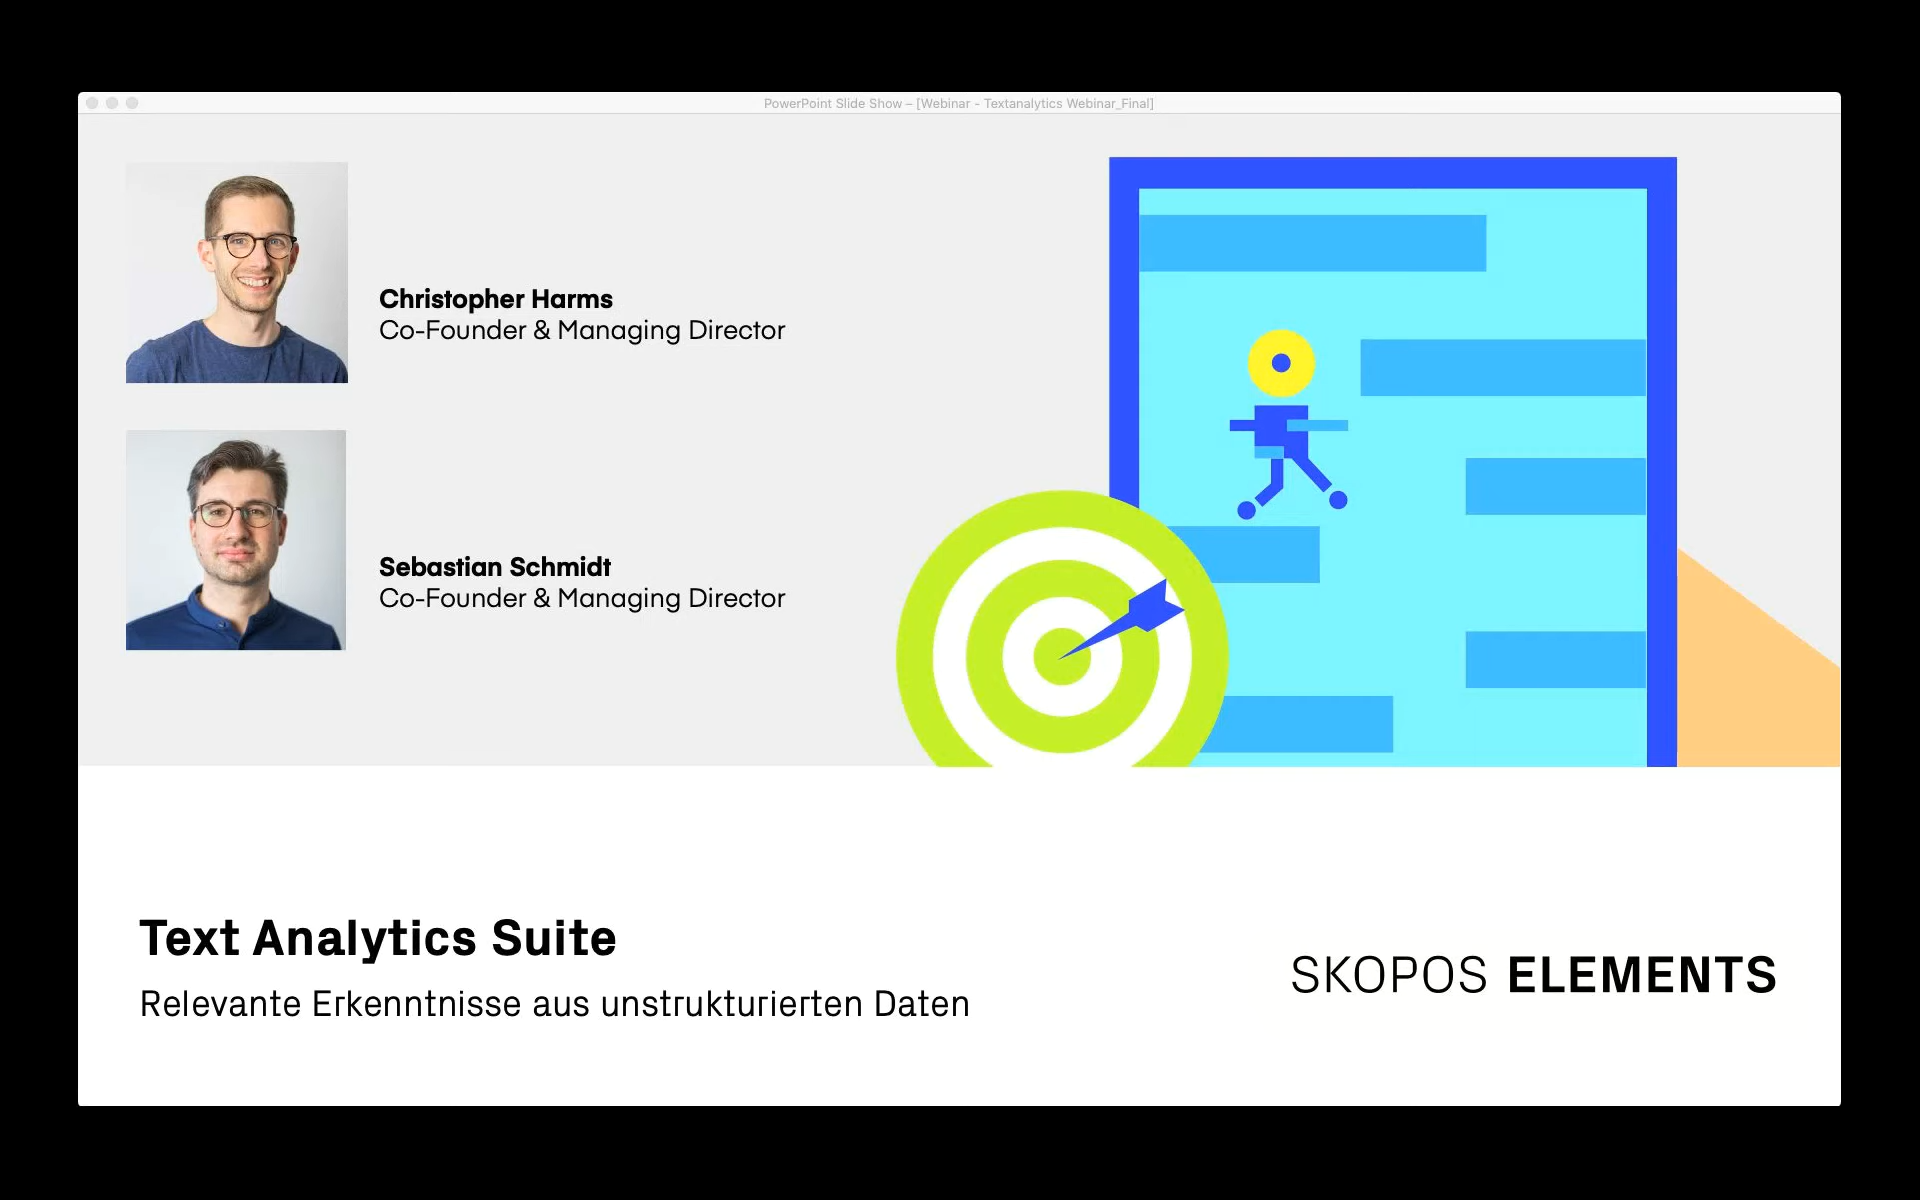 PowerPoint Slide Show – [Webinar - Textanalytics Webinar_Final]
Christopher Harms
Co-Founder & Managing Director
Sebastian Schmidt
Co-Founder & Managing Director
Text Analytics Suite
Relevante Erkenntnisse aus unstrukturierten Daten
SKOPOS ELEMENTS